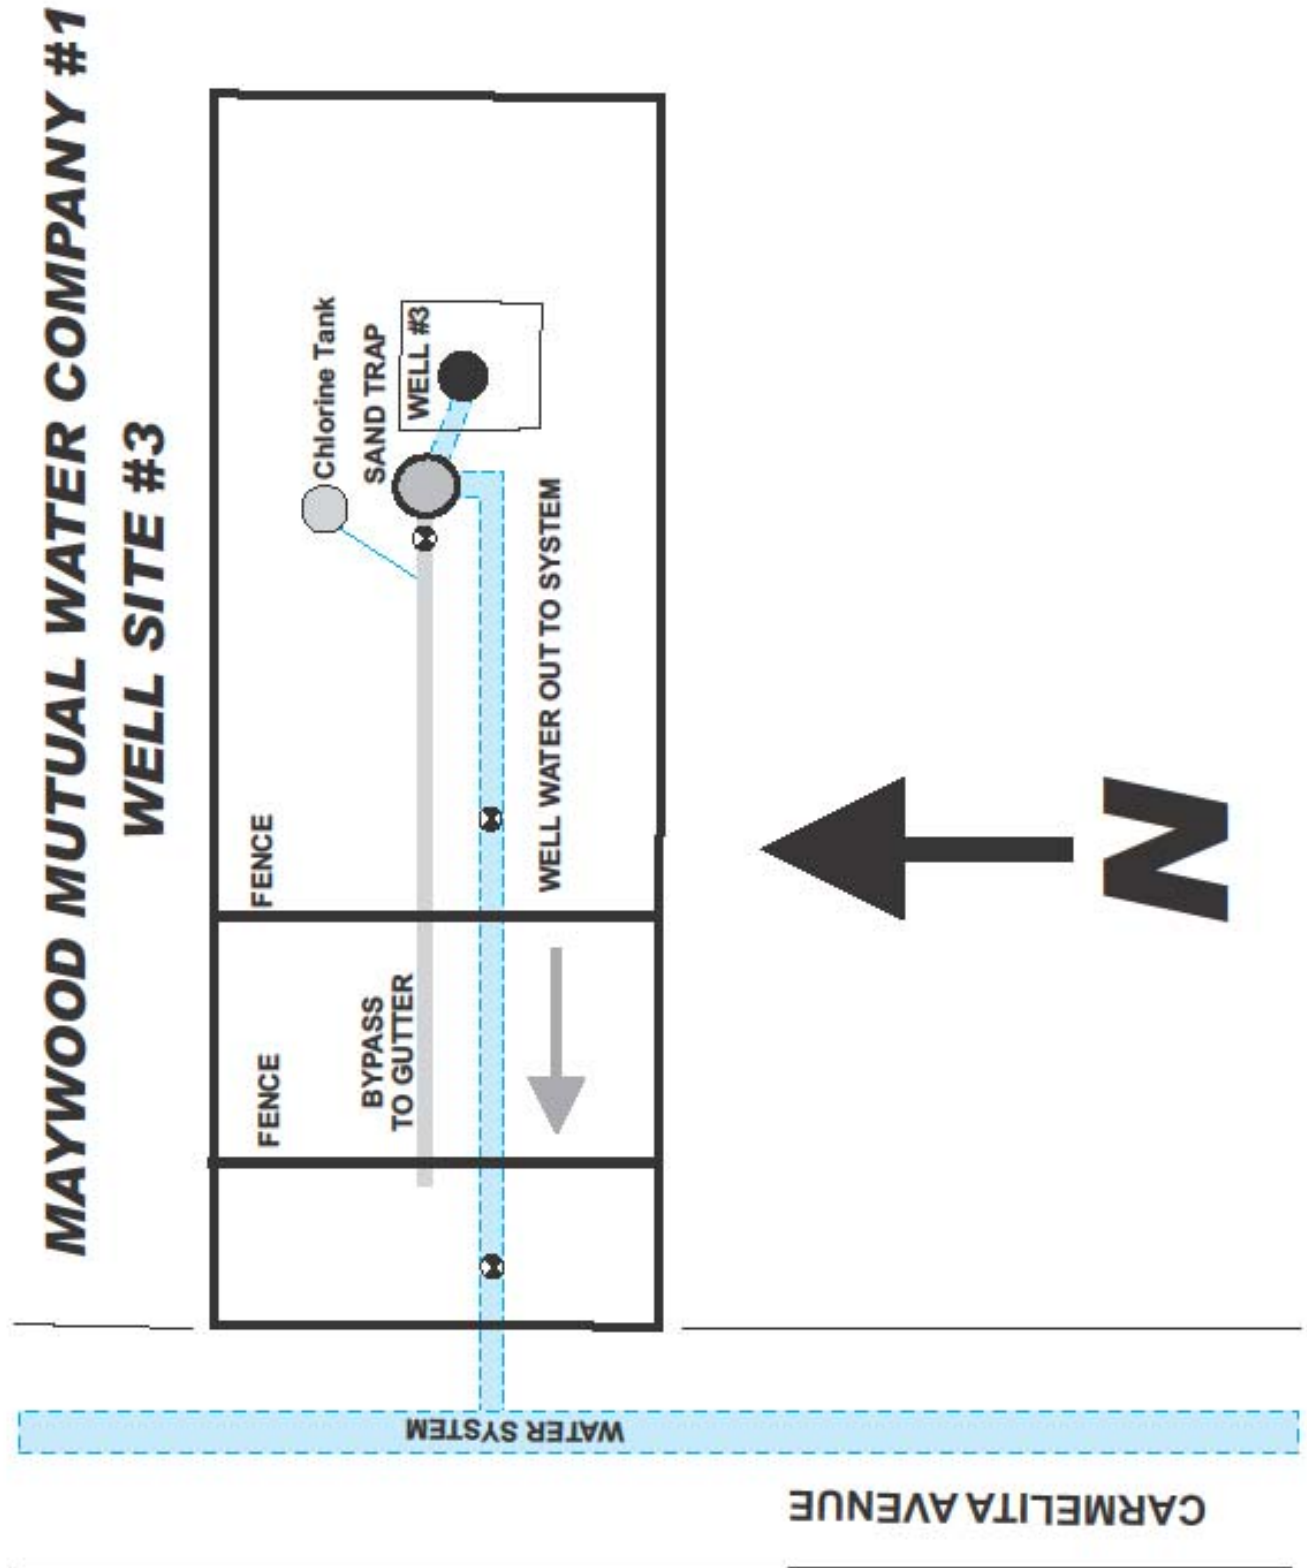 MAYWOOD MUTUAL WATER COMPANY #1
WELL SITE #3
FENCE
FENCE
Chlorine Tank
SAND TRAP
WELL #3
BYPASS
TO GUTTER
WELL WATER OUT TO SYSTEM
WATER SYSTEM
CARMELITA AVENUE
N